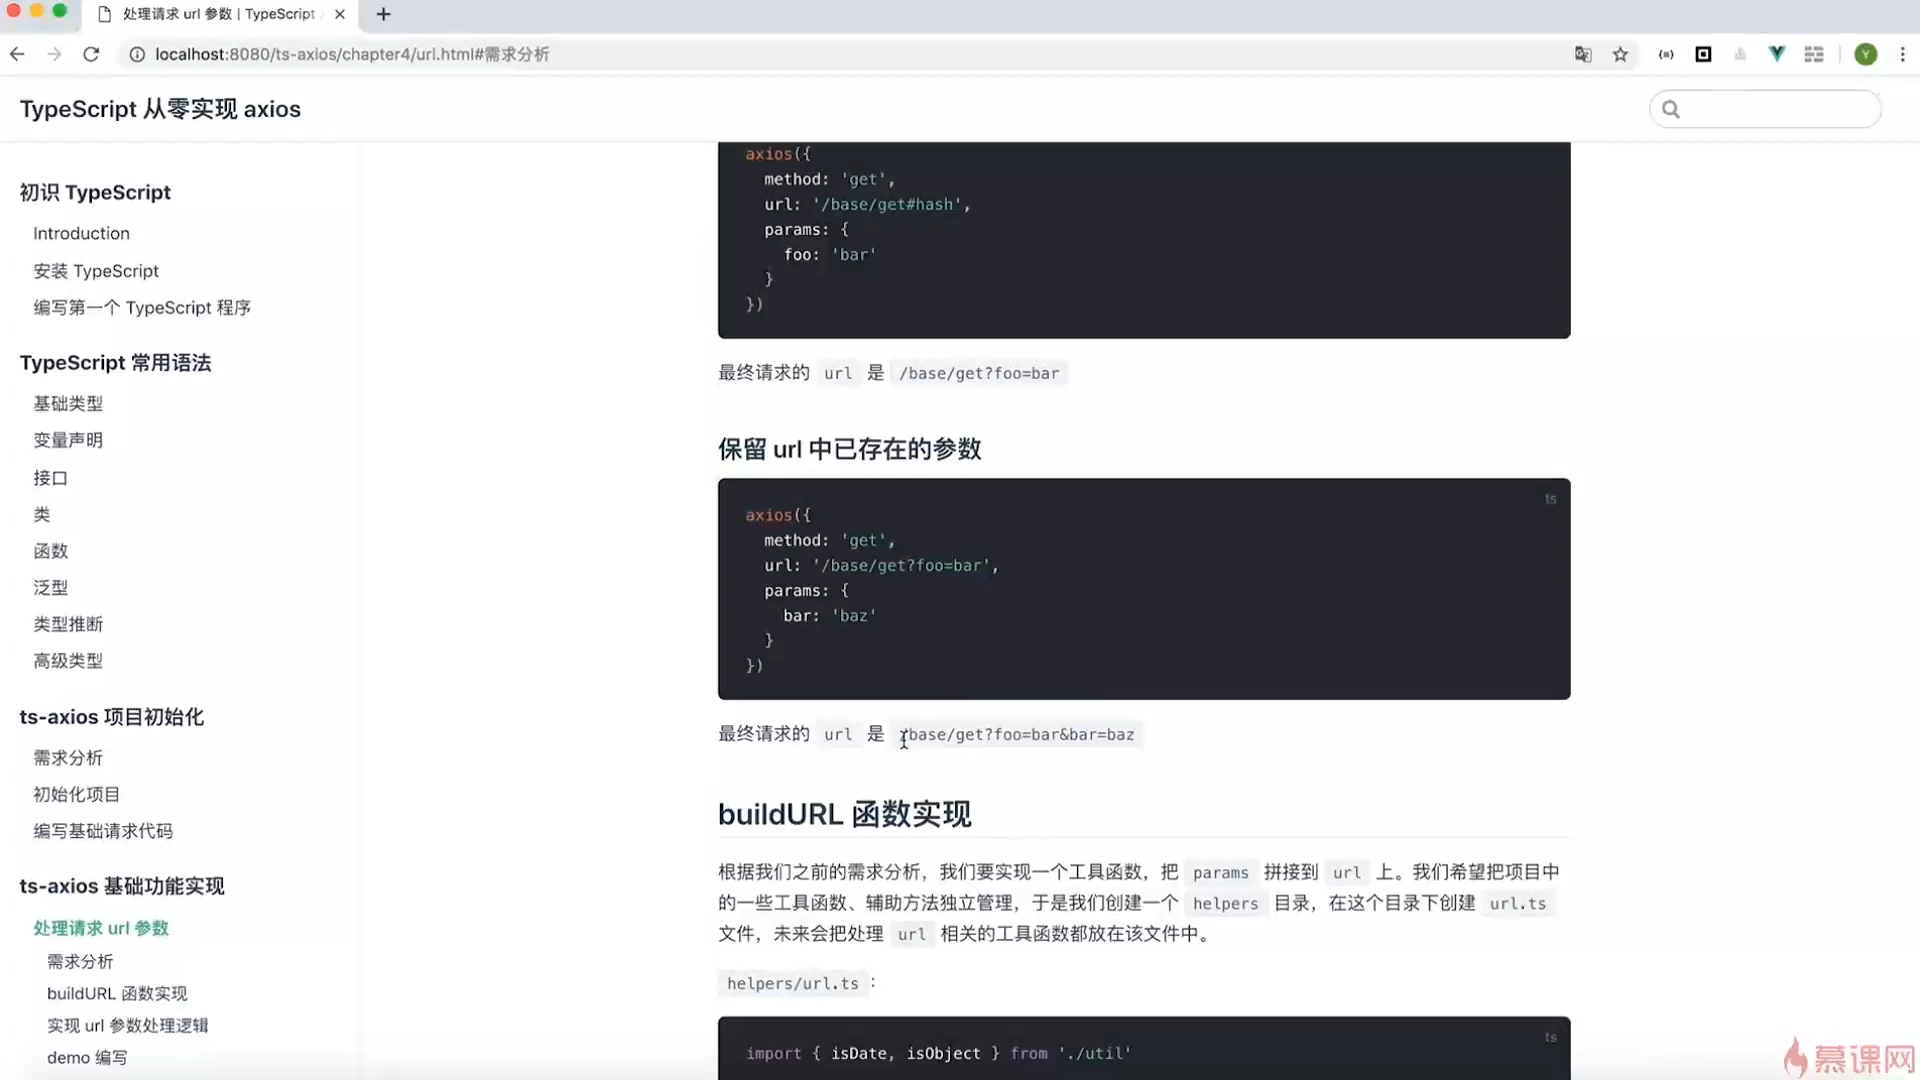 处理请求 url 参数 | TypeScript
localhost:8080/ts-axios/chapter4/url.html#需求分析
Y
TypeScript 从零实现 axios
初识 TypeScript
Introduction
安装 TypeScript
编写第一个 TypeScript 程序
TypeScript 常用语法
基础类型
变量声明
接口
类
函数
泛型
类型推断
高级类型
ts-axios 项目初始化
需求分析
初始化项目
编写基础请求代码
ts-axios 基础功能实现
处理请求 url 参数
需求分析
buildURL 函数实现
实现 url 参数处理逻辑
demo 编写
axios({
method: 'get',
url: '/base/get#hash',
params: {
foo: 'bar'
}
})
最终请求的 url 是 /base/get?foo=bar
保留 url 中已存在的参数
ts
axios({
method: 'get',
url: '/base/get?foo=bar',
params: {
bar: 'baz'
}
})
最终请求的 url 是 /base/get?foo=bar&bar=baz
buildURL 函数实现
根据我们之前的需求分析，我们要实现一个工具函数，把 params 拼接到 url 上。我们希望把项目中
的一些工具函数、辅助方法独立管理，于是我们创建一个 helpers 目录，在这个目录下创建 url.ts
文件，未来会把处理 url 相关的工具函数都放在该文件中。
helpers/url.ts :
ts
import { isDate, isObject } from './util'
慕课网